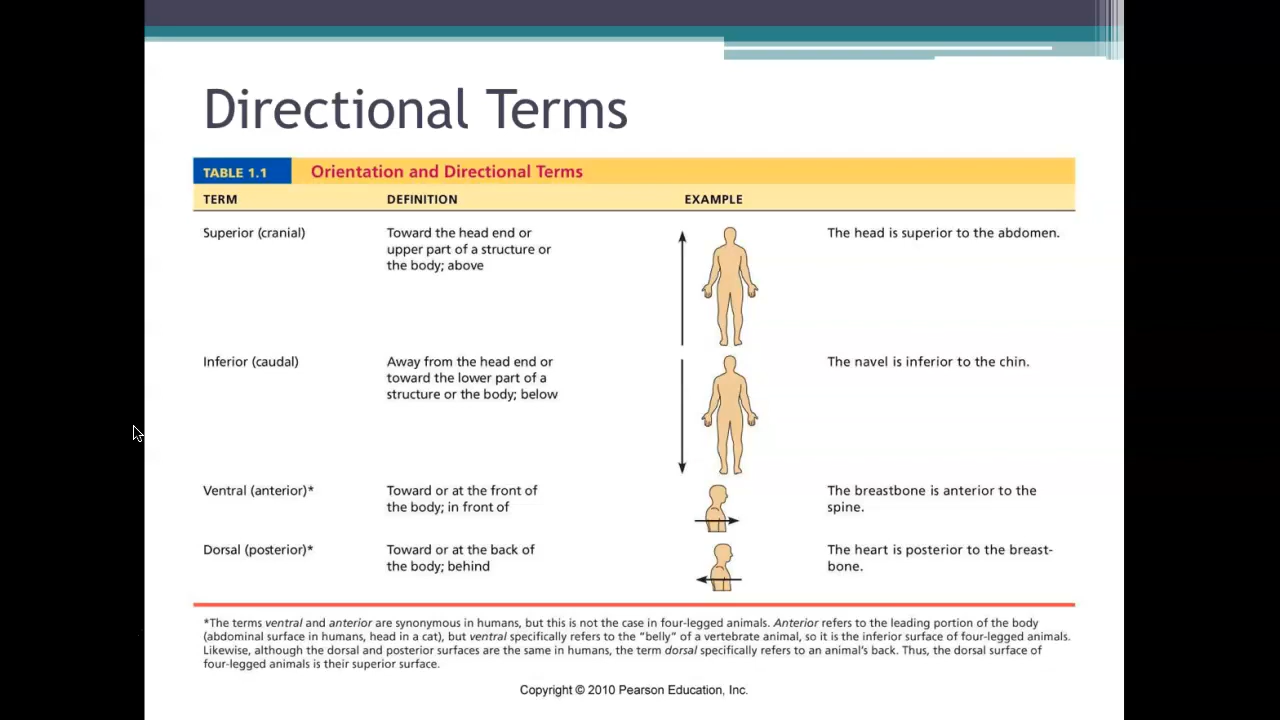 Directional Terms
TABLE 1.1 Orientation and Directional Terms
TERM DEFINITION EXAMPLE
Superior (cranial) Toward the head end or The head is superior to the abdomen.
upper part of a structure or
the body; above
Inferior (caudal) Away from the head end or The navel is inferior to the chin.
toward the lower part of a
structure or the body; below
Ventral (anterior)* Toward or at the front of The breastbone is anterior to the
the body; in front of spine.
Dorsal (posterior)* Toward or at the back of The heart is posterior to the breast-
the body; behind bone.
*The terms ventral and anterior are synonymous in humans, but this is not the case in four-legged animals. Anterior refers to the leading portion of the body
(abdominal surface in humans, head in a cat), but ventral specifically refers to the “belly” of a vertebrate animal, so it is the inferior surface of four-legged animals.
Likewise, although the dorsal and posterior surfaces are the same in humans, the term dorsal specifically refers to an animal’s back. Thus, the dorsal surface of
four-legged animals is their superior surface.
Copyright © 2010 Pearson Education, Inc.